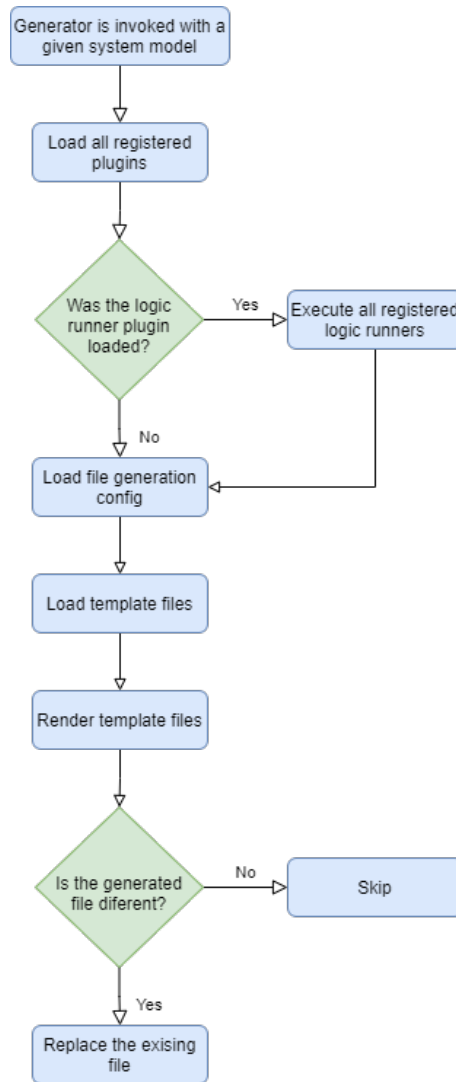 Generator is invoked with a
given system model
Load all registered
plugins
Was the logic
runner plugin
loaded?
Yes
Execute all registered
logic runners
No
Load file generation
config
Load template files
Render template files
Is the generated
file diferent?
No
Skip
Yes
Replace the exising
file